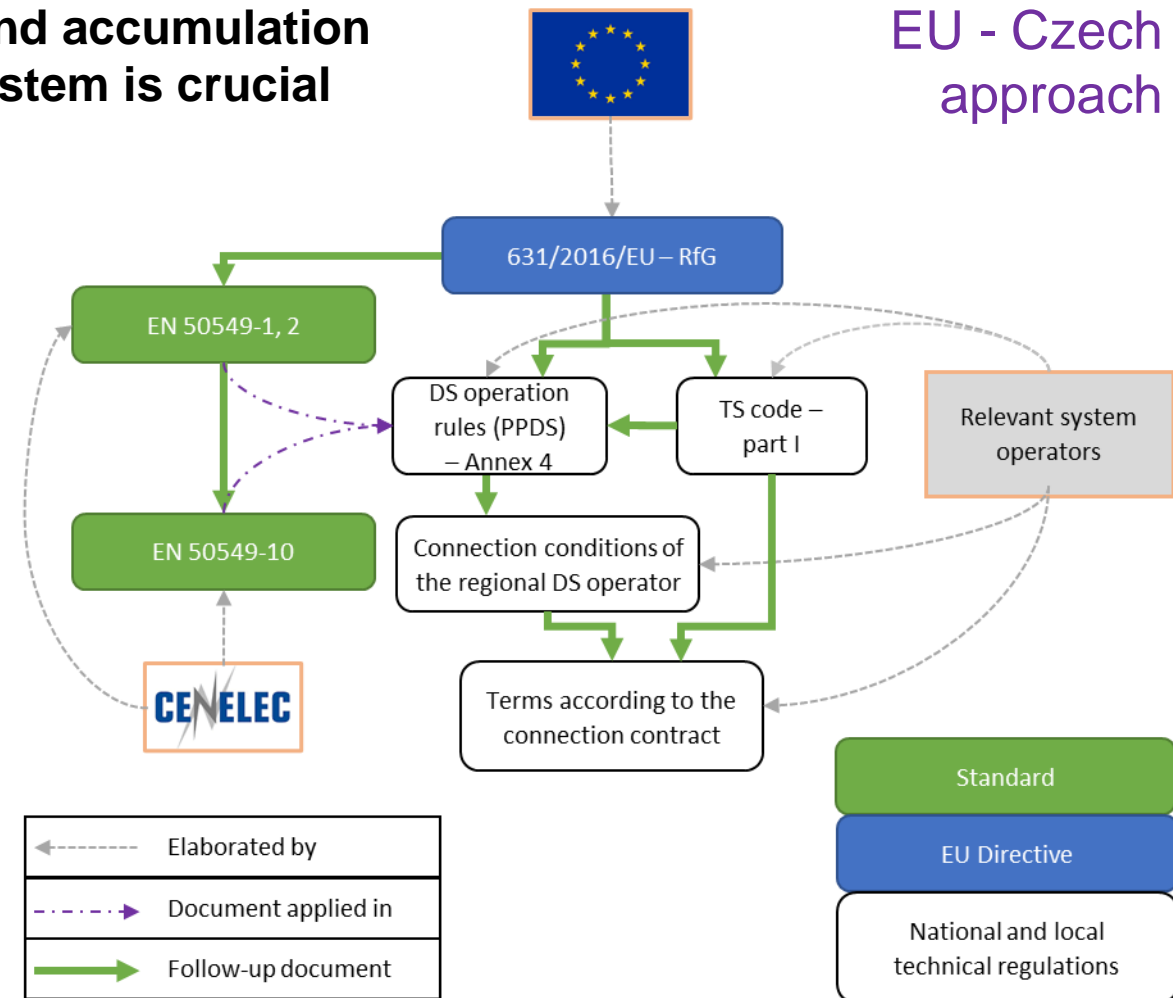 nd accumulation
stem is crucial
EU - Czech
approach
631/2016/EU – RfG
EN 50549-1, 2
DS operation
rules (PPDS)
– Annex 4
TS code –
part I
Relevant system
operators
EN 50549-10
Connection conditions of
the regional DS operator
CENELEC
Terms according to the
connection contract
Standard
EU Directive
National and local
technical regulations
Elaborated by
Document applied in
Follow-up document